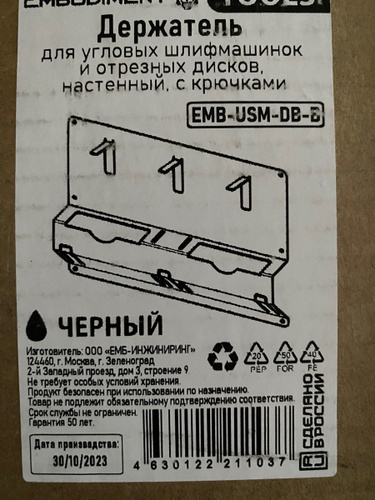 EMBODIMENT TOOLS
Держатель
для угловых шлифмашинок
и отрезных дисков,
настенный, с крючками
EMB-USM-DB-B
ЧЕРНЫЙ
Изготовитель: ООО «ЕМБ-ИНЖИНИРИНГ»
124460, г. Москва, г. Зеленоград
2-й Западный проезд, дом 3, строение 9
Не требует особых условий хранения.
Продукт безопасен при использовании по назначению.
Товар не подлежит обязательному подтверждению соответствия.
Срок службы не ограничен.
Гарантия 50 лет.
20 50 40
PEP FOR FE
СДЕЛАНО
В РОССИИ
Дата производства:
30/10/2023
4 630122 211037